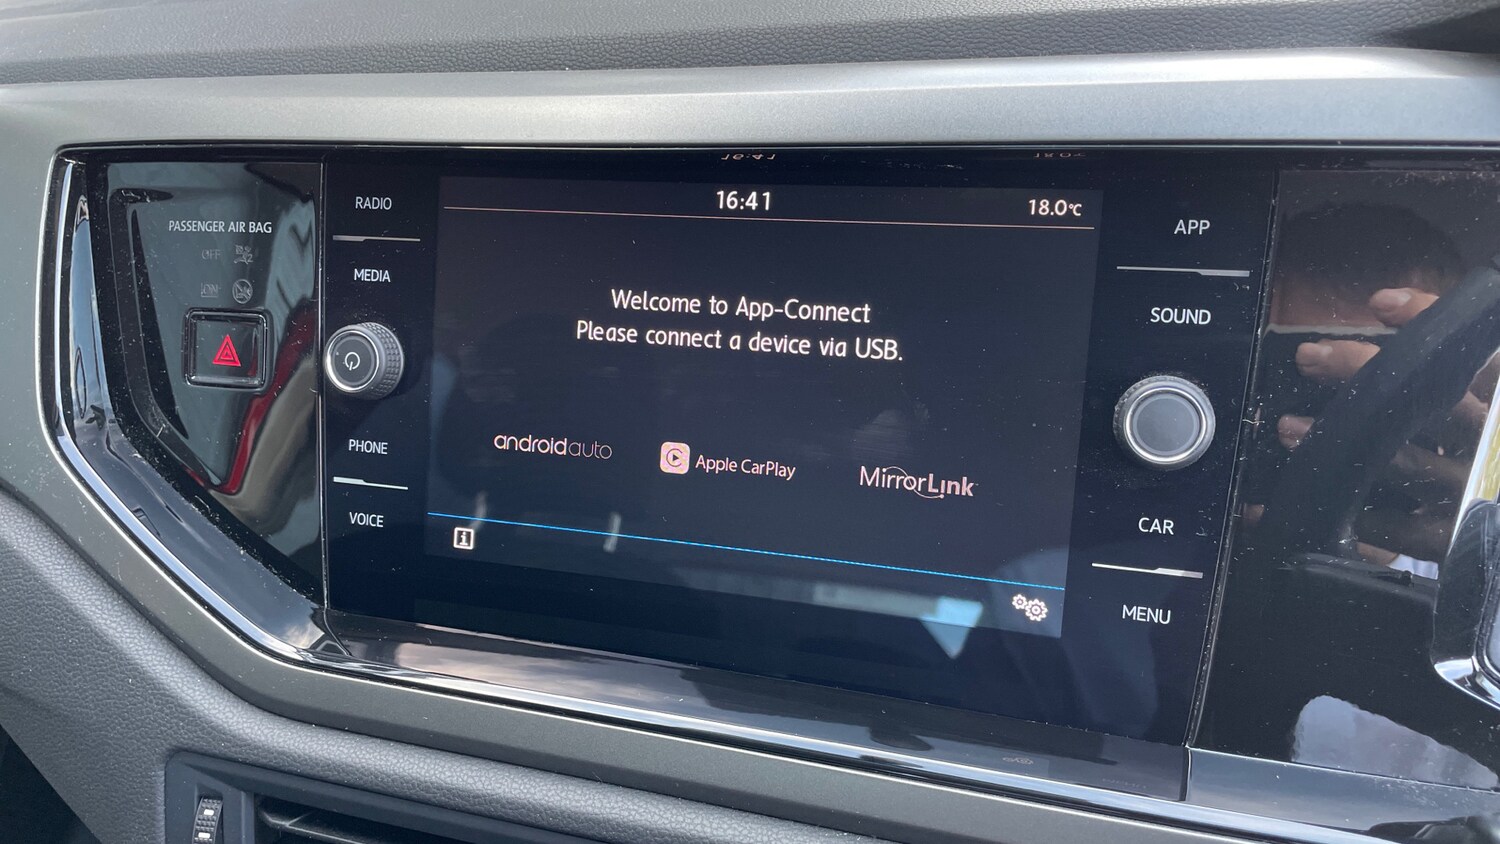 16:41
18.0°C
PASSENGER AIR BAG
OFF
RADIO
MEDIA
PHONE
VOICE
Welcome to App-Connect
Please connect a device via USB.
androidauto
Apple CarPlay
MirrorLink
i
APP
SOUND
CAR
MENU